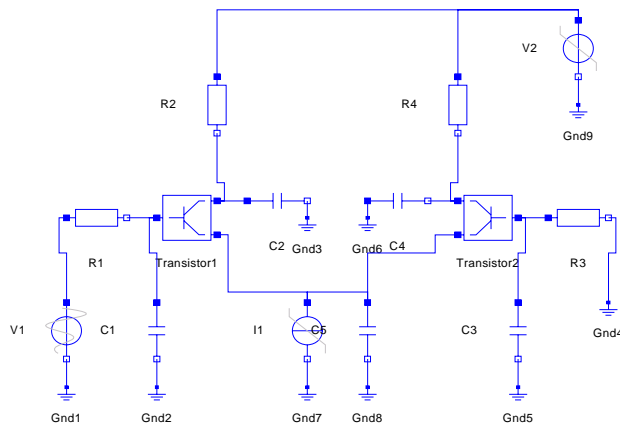 V2
R2
R4
Gnd9
C2
Gnd3
Gnd6
C4
R1
Transistor1
Transistor2
R3
V1
C1
I1
C5
C3
Gnd4
Gnd1
Gnd2
Gnd7
Gnd8
Gnd5